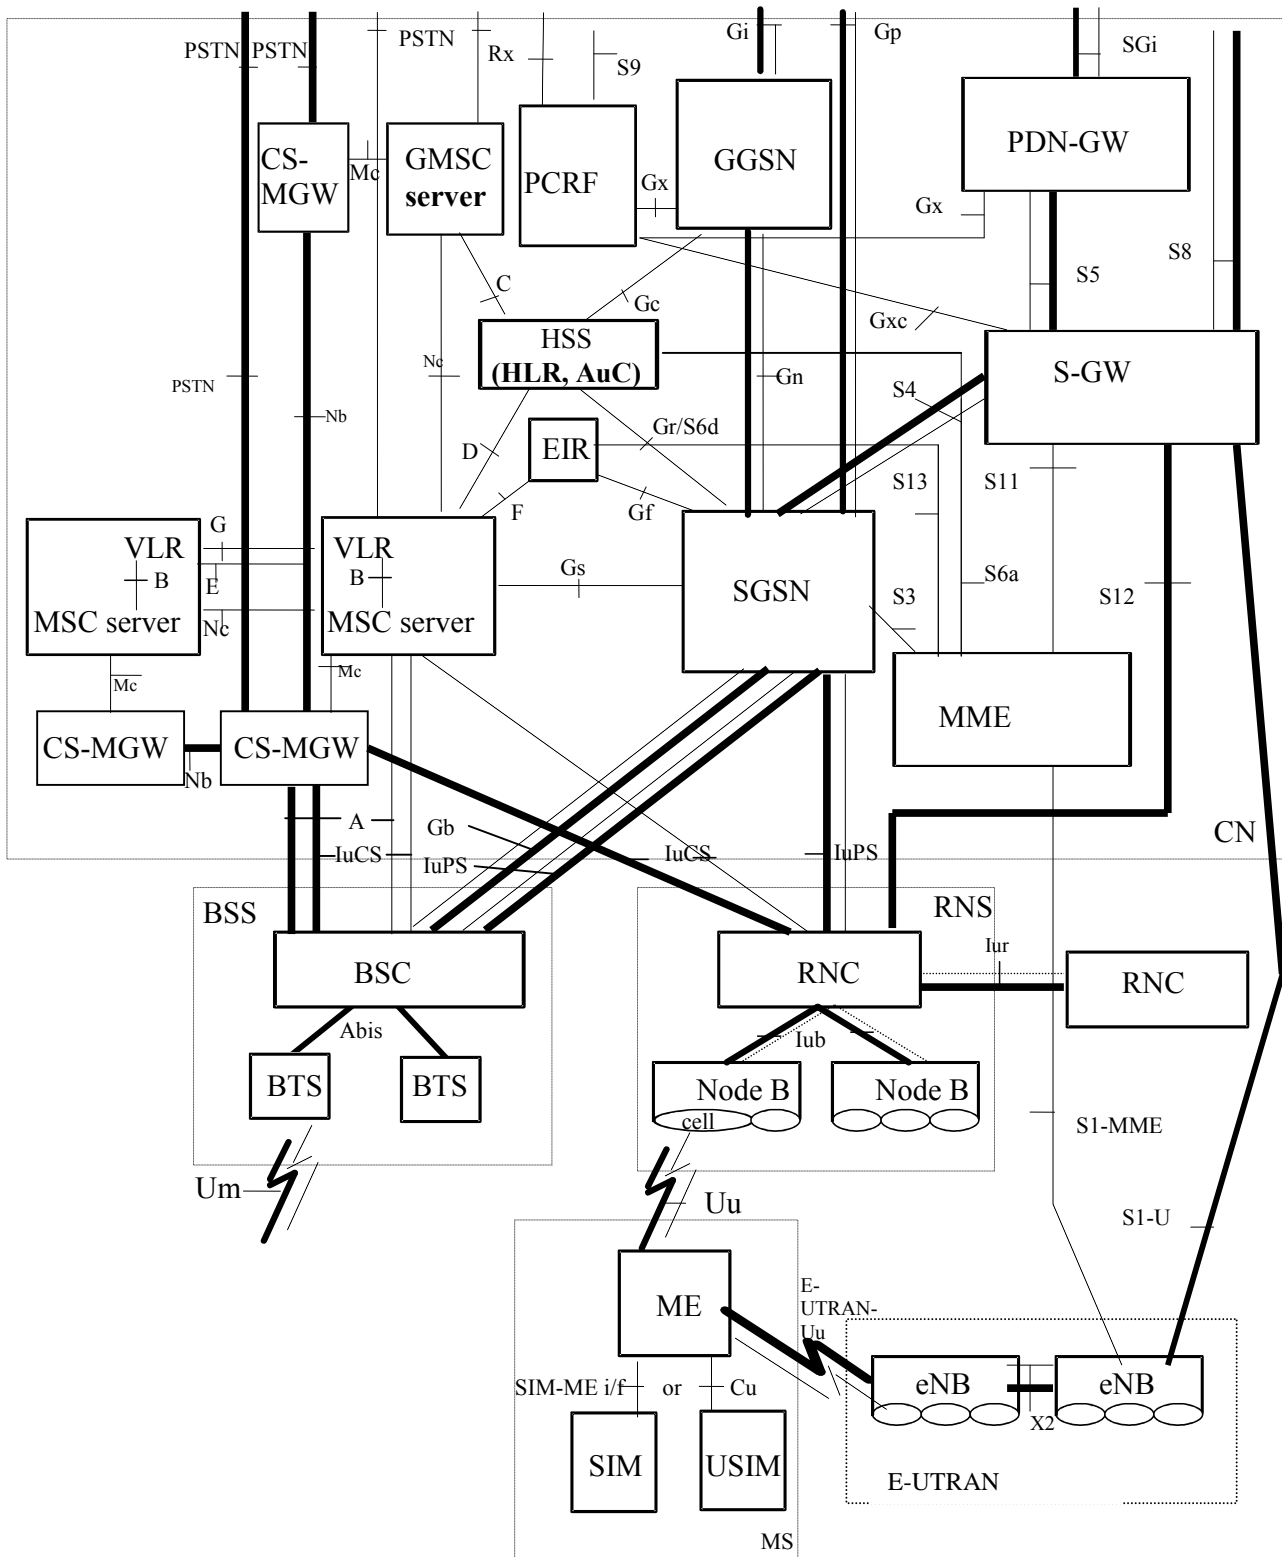 PSTN
PSTN
PSTN
Rx
S9
Gi
Gp
SGi
CS-
MGW
Mc
GMSC
server
PCRF
Gx
GGSN
PDN-GW
Gx
C
Gc
S5
S8
Gxc
HSS
(HLR, AuC)
Nc
PSTN
Nb
Gn
S4
S-GW
D
EIR
Gr/S6d
F
Gf
S13
S11
G
VLR
B
E
Nc
MSC server
VLR
B
MSC server
Gs
SGSN
S3
S6a
S12
Mc
Mc
MME
CS-MGW
Nb
CS-MGW
A
Gb
IuCS
IuPS
IuCS
IuPS
CN
BSS
RNS
BSC
RNC
Iur
RNC
Abis
Iub
BTS
BTS
Node B
cell
Node B
S1-MME
Um
Uu
S1-U
ME
E-
UTRAN-
Uu
SIM-ME i/f
or
Cu
eNB
X2
eNB
SIM
USIM
E-UTRAN
MS